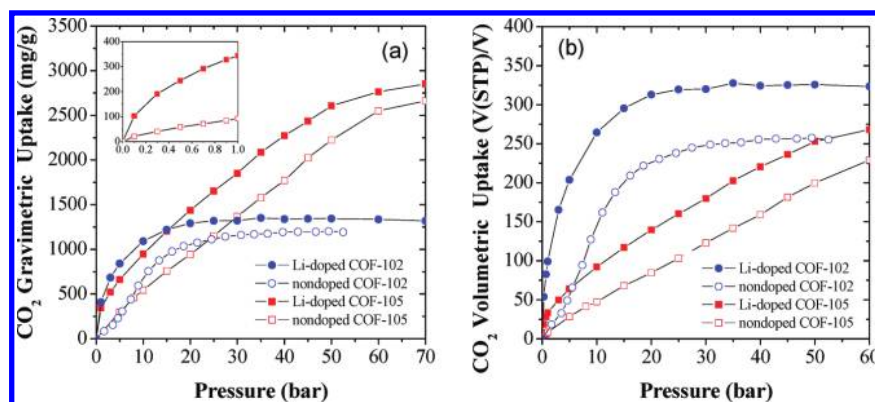 (a)
CO2 Gravimetric Uptake (mg/g)
3500
3000
2500
2000
1500
1000
500
0
400
300
200
100
0
0.0 0.2 0.4 0.6 0.8 1.0
Li-doped COF-102
nondoped COF-102
Li-doped COF-105
nondoped COF-105
0 10 20 30 40 50 60 70
Pressure (bar)
(b)
CO2 Volumetric Uptake (V(STP)/V)
400
350
300
250
200
150
100
50
0
Li-doped COF-102
nondoped COF-102
Li-doped COF-105
nondoped COF-105
0 10 20 30 40 50 60
Pressure (bar)